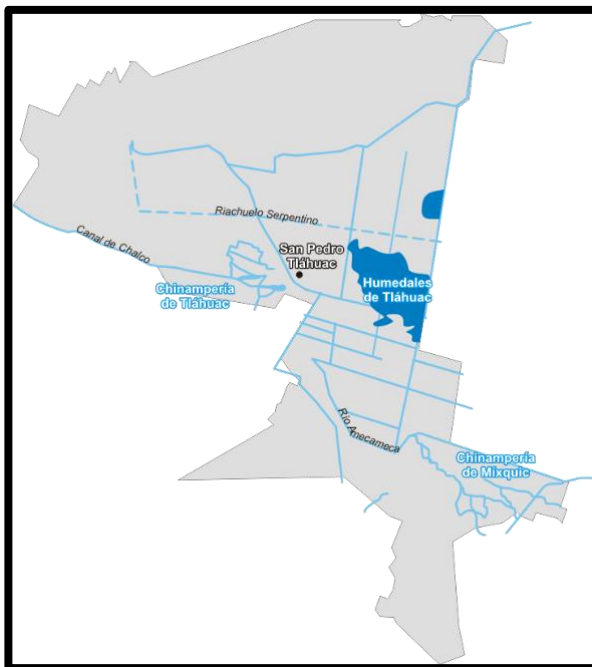 Riachuelo Serpentino
Canal de Chalco
San Pedro
Tláhuac
Humedales
de Tláhuac
Chinampería
de Tláhuac
Río Amecameca
Chinampería
de Mixquic